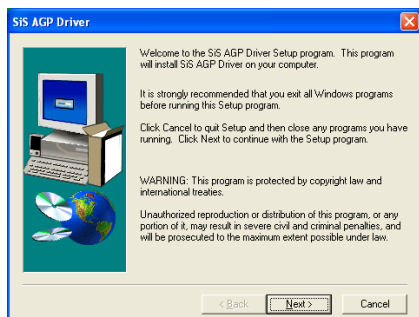 SiS AGP Driver
Welcome to the SiS AGP Driver Setup program. This program
will install SiS AGP Driver on your computer.
It is strongly recommended that you exit all Windows programs
before running this Setup program.
Click Cancel to quit Setup and then close any programs you have
running. Click Next to continue with the Setup program.
WARNING: This program is protected by copyright law and
international treaties.
Unauthorized reproduction or distribution of this program, or any
portion of it, may result in severe civil and criminal penalties, and
will be prosecuted to the maximum extent possible under law.
< Back
Next >
Cancel